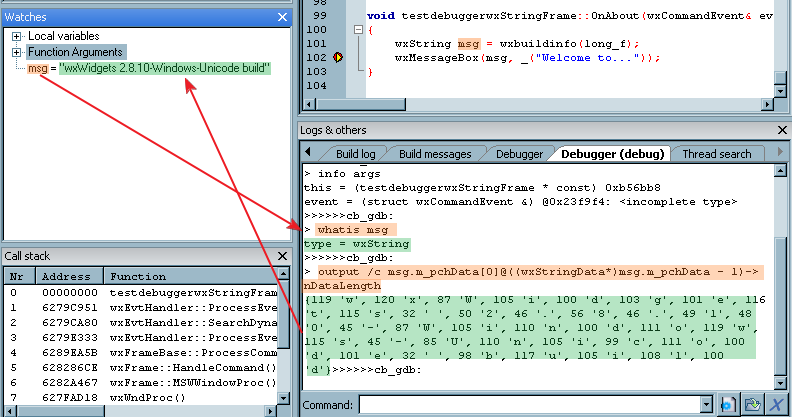 Watches
Local variables
Function Arguments
msg = "wxWidgets 2.8.10-Windows-Unicode build"
98
99 void testdebuggerwxStringFrame::OnAbout(wxCommandEvent& ev
100 {
101 wxString msg = wxbuildinfo(long_f);
102 wxMessageBox(msg, _("Welcome to..."));
103 }
104
Logs & others
Build log Build messages Debugger Debugger (debug) Thread search
> info args
this = (testdebuggerwxStringFrame * const) 0xb56bb8
event = (struct wxCommandEvent &) @0x23f9f4: <incomplete type>
>>>>>>cb_gdb:
> whatis msg
type = wxString
>>>>>>cb_gdb:
> output /c msg.m_pchData[0]@((wxStringData*)msg.m_pchData - 1)->
nDataLength
{119 'w', 120 'x', 87 'W', 105 'i', 100 'd', 103 'g', 101 'e', 116
't', 115 's', 32 ' ', 50 '2', 46 '.', 56 '8', 46 '.', 49 '1', 48
'0', 45 '-', 87 'W', 105 'i', 110 'n', 100 'd', 111 'o', 119 'w',
115 's', 45 '-', 85 'U', 110 'n', 105 'i', 99 'c', 111 'o', 100
'd', 101 'e', 32 ' ', 98 'b', 117 'u', 105 'i', 108 'l', 100
'd'}>>>>>>cb_gdb:
Command:
Call stack
Nr Address Function
0 00000000 testdebuggerwxStringFram
1 6279C951 wxEvtHandler::ProcessEve
2 6279CA80 wxEvtHandler::SearchDyna
3 6279E333 wxEvtHandler::ProcessEve
4 6289EA5B wxFrameBase::ProcessComm
5 628286CE wxFrame::HandleCommand()
6 6282A467 wxFrame::MSWWindowProc()
7 627FAD18 wxWndProc()